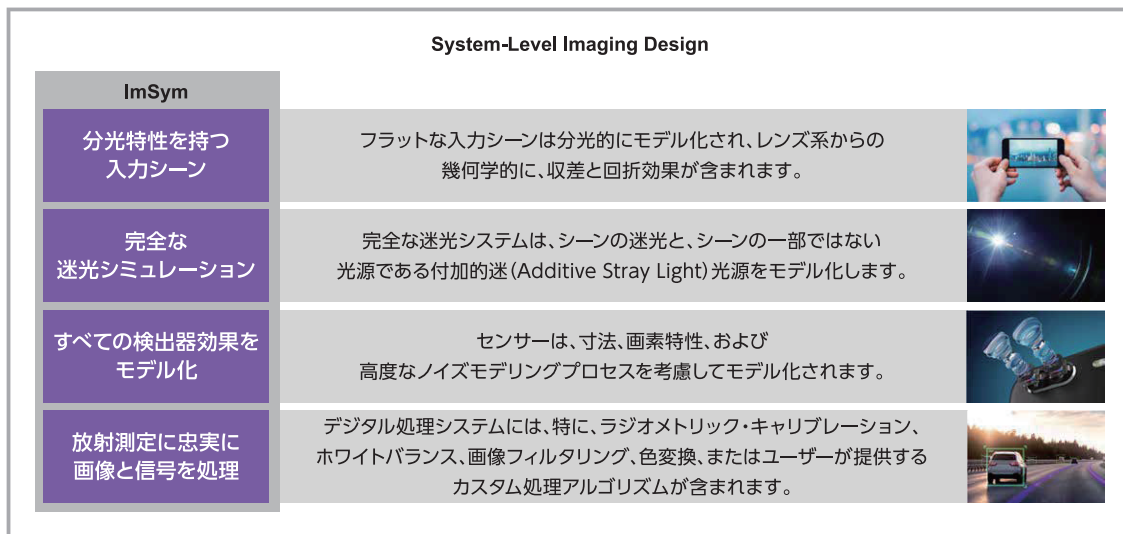 System-Level Imaging Design
ImSym
分光特性を持つ
入力シーン
フラットな入力シーンは分光的にモデル化され、レンズ系からの
幾何学的に、収差と回折効果が含まれます。
完全な
迷光シミュレーション
完全な迷光システムは、シーンの迷光と、シーンの一部ではない
光源である付加的迷(Additive Stray Light)光源をモデル化します。
すべての検出器効果を
モデル化
センサーは、寸法、画素特性、および
高度なノイズモデリングプロセスを考慮してモデル化されます。
放射測定に忠実に
画像と信号を処理
デジタル処理システムには、特に、ラジオメトリック・キャリブレーション、
ホワイトバランス、画像フィルタリング、色変換、またはユーザーが提供する
カスタム処理アルゴリズムが含まれます。